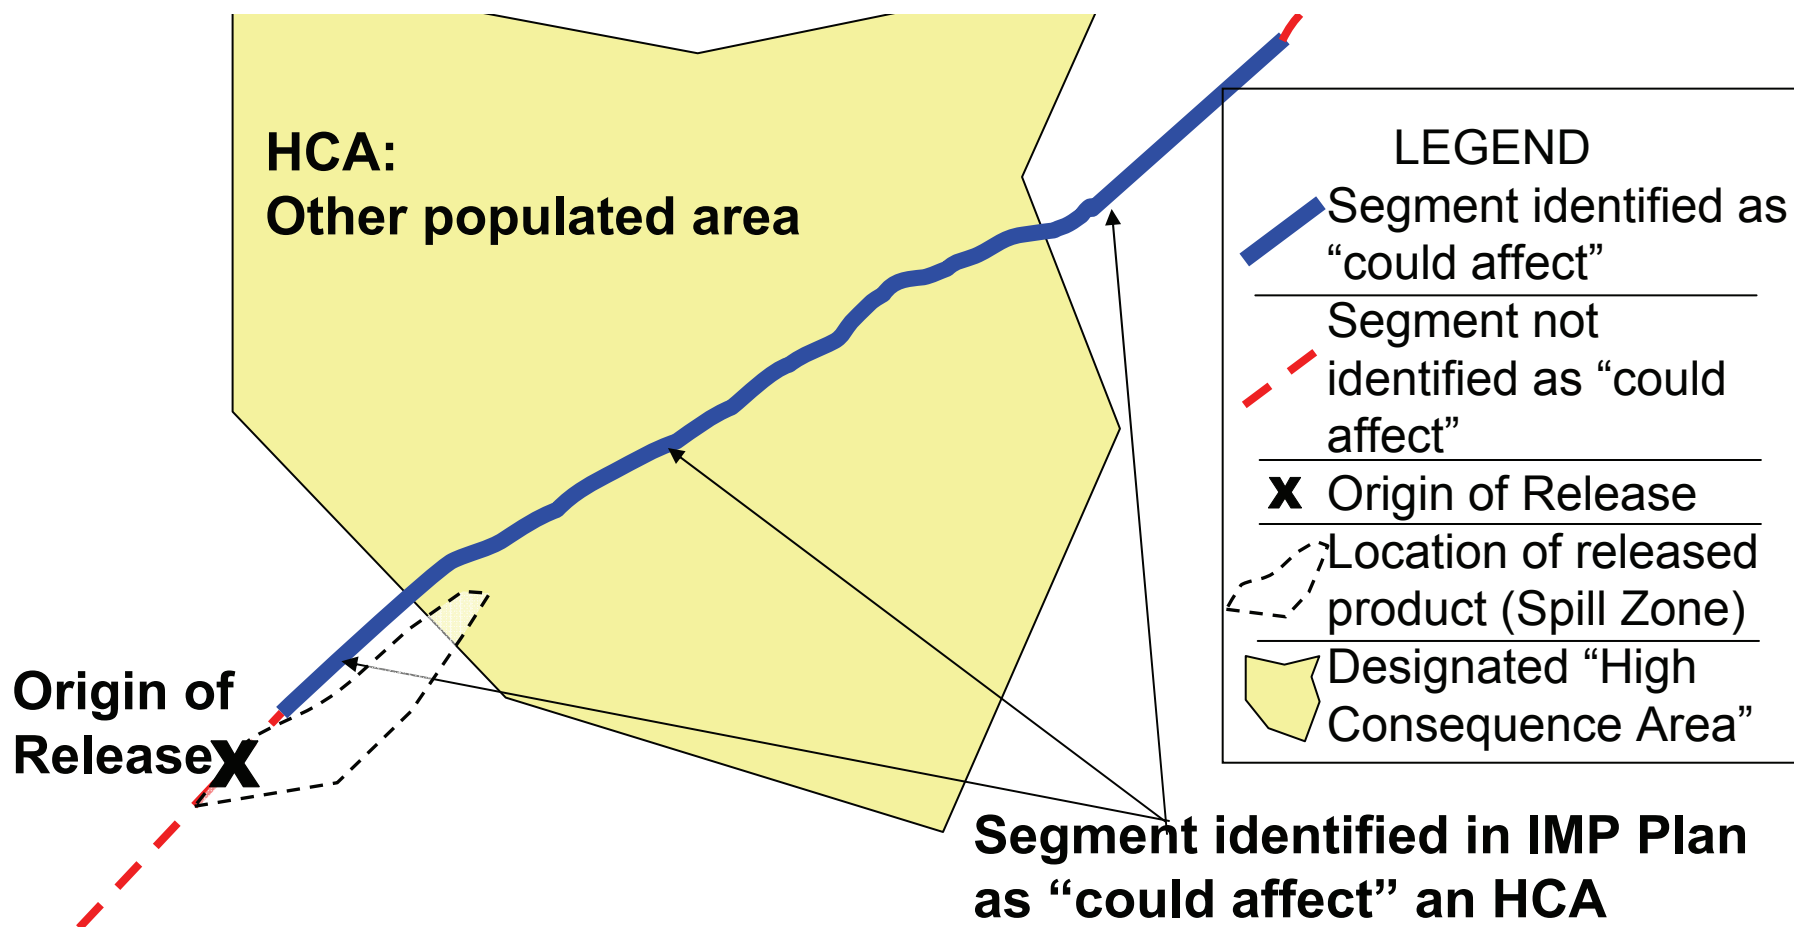 HCA:
Other populated area
LEGEND
Segment identified as
“could affect”
Segment not
identified as “could
affect”
X Origin of Release
Location of released
product (Spill Zone)
Designated “High
Consequence Area”
Origin of
Release
X
Segment identified in IMP Plan
as “could affect” an HCA